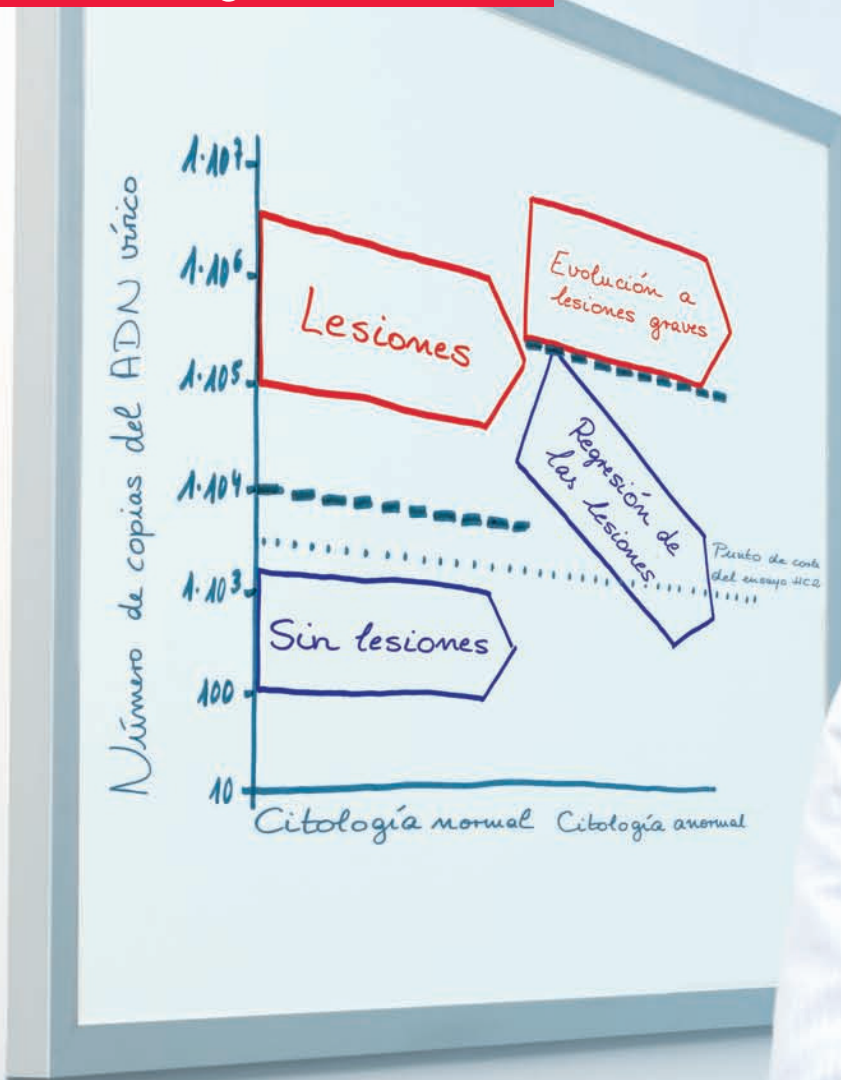 Número de copias del ADN vírico
1·10⁷
1·10⁶
1·10⁵
1·10⁴
1·10³
100
10
Lesiones
Evolución a
lesiones graves
Regresión de
las lesiones
Punto de corte
del ensayo HC2
Sin lesiones
Citología normal
Citología anormal